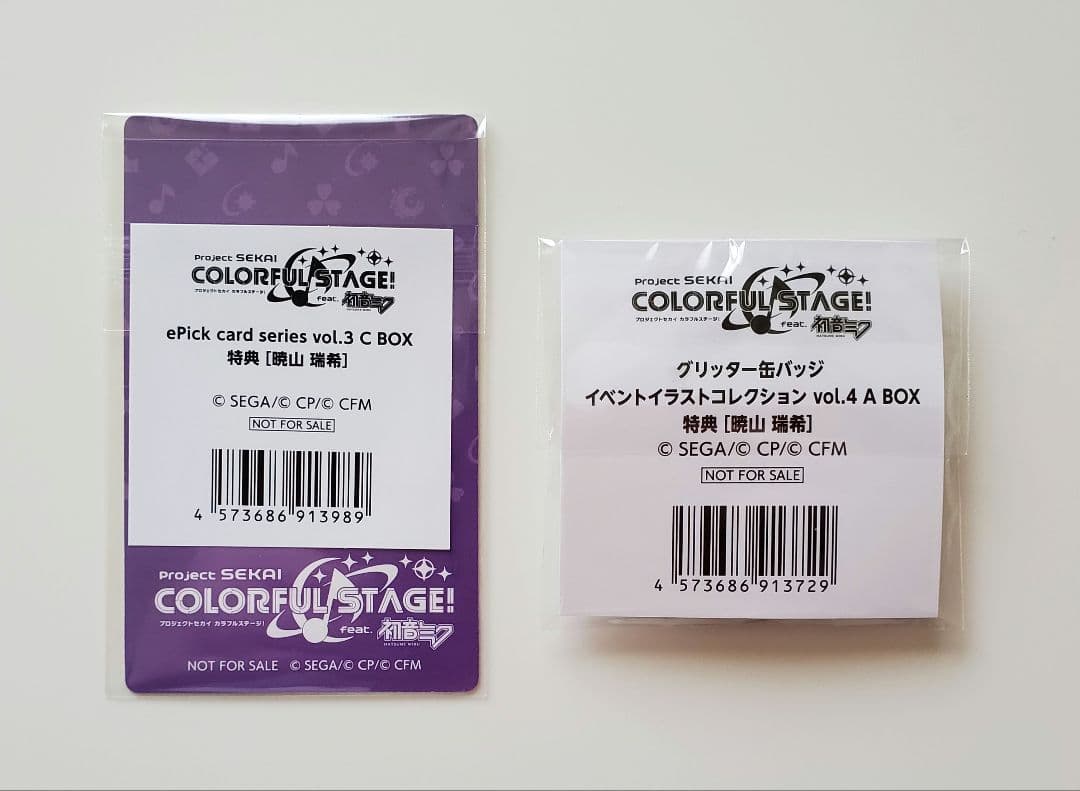 Project SEKAI
COLORFUL STAGE!
プロジェクトセカイ カラフルステージ!
feat. 初音ミク
ePick card series vol.3 C BOX
特典 [暁山 瑞希]
© SEGA/© CP/© CFM
NOT FOR SALE
4 573686 913989
Project SEKAI
COLORFUL STAGE!
プロジェクトセカイ カラフルステージ!
feat. 初音ミク
HATSUNE MIKU
NOT FOR SALE © SEGA/© CP/© CFM
Project SEKAI
COLORFUL STAGE!
プロジェクトセカイ カラフルステージ!
feat. 初音ミク
HATSUNE MIKU
グリッター缶バッジ
イベントイラストコレクション vol.4 A BOX
特典 [暁山 瑞希]
© SEGA/© CP/© CFM
NOT FOR SALE
4 573686 913729